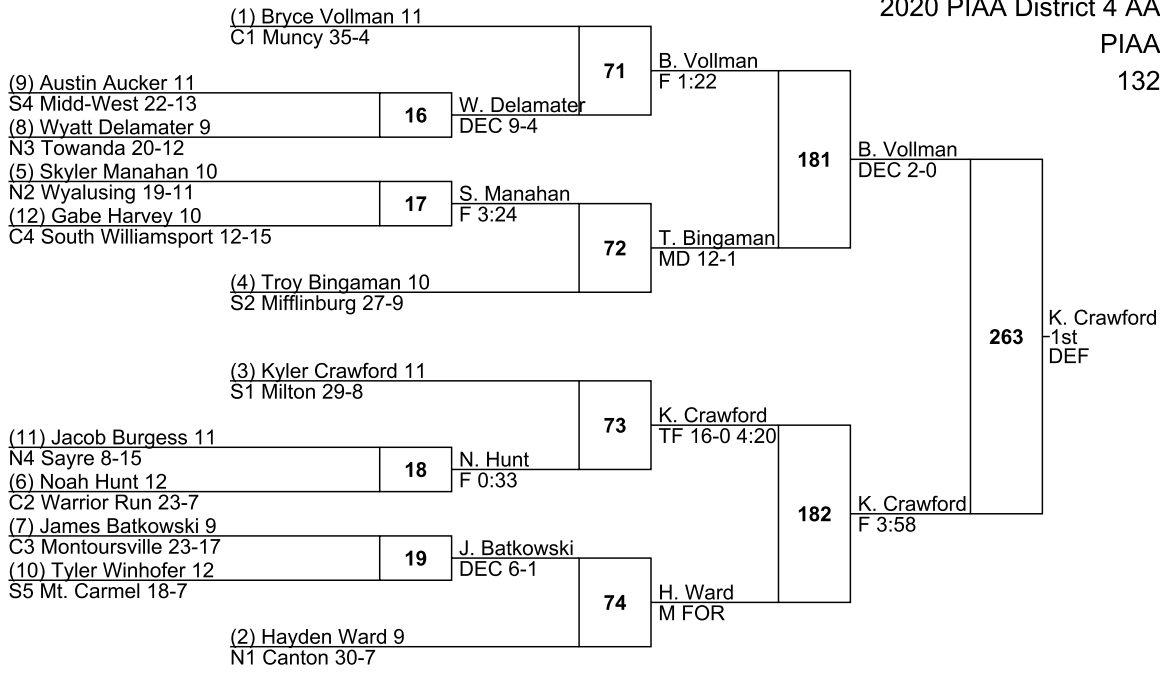 2020 PIAA District 4 AA
PIAA
132
(1) Bryce Vollman 11
C1 Muncy 35-4
71
B. Vollman
F 1:22
(9) Austin Aucker 11
S4 Midd-West 22-13
16
W. Delamater
DEC 9-4
(8) Wyatt Delamater 9
N3 Towanda 20-12
181
B. Vollman
DEC 2-0
(5) Skyler Manahan 10
N2 Wyalusing 19-11
17
S. Manahan
F 3:24
(12) Gabe Harvey 10
C4 South Williamsport 12-15
72
T. Bingaman
MD 12-1
(4) Troy Bingaman 10
S2 Mifflinburg 27-9
263
K. Crawford
1st
DEF
(3) Kyler Crawford 11
S1 Milton 29-8
73
K. Crawford
TF 16-0 4:20
(11) Jacob Burgess 11
N4 Sayre 8-15
18
N. Hunt
F 0:33
(6) Noah Hunt 12
C2 Warrior Run 23-7
182
K. Crawford
F 3:58
(7) James Batkowski 9
C3 Montoursville 23-17
19
J. Batkowski
DEC 6-1
(10) Tyler Winhofer 12
S5 Mt. Carmel 18-7
74
H. Ward
M FOR
(2) Hayden Ward 9
N1 Canton 30-7